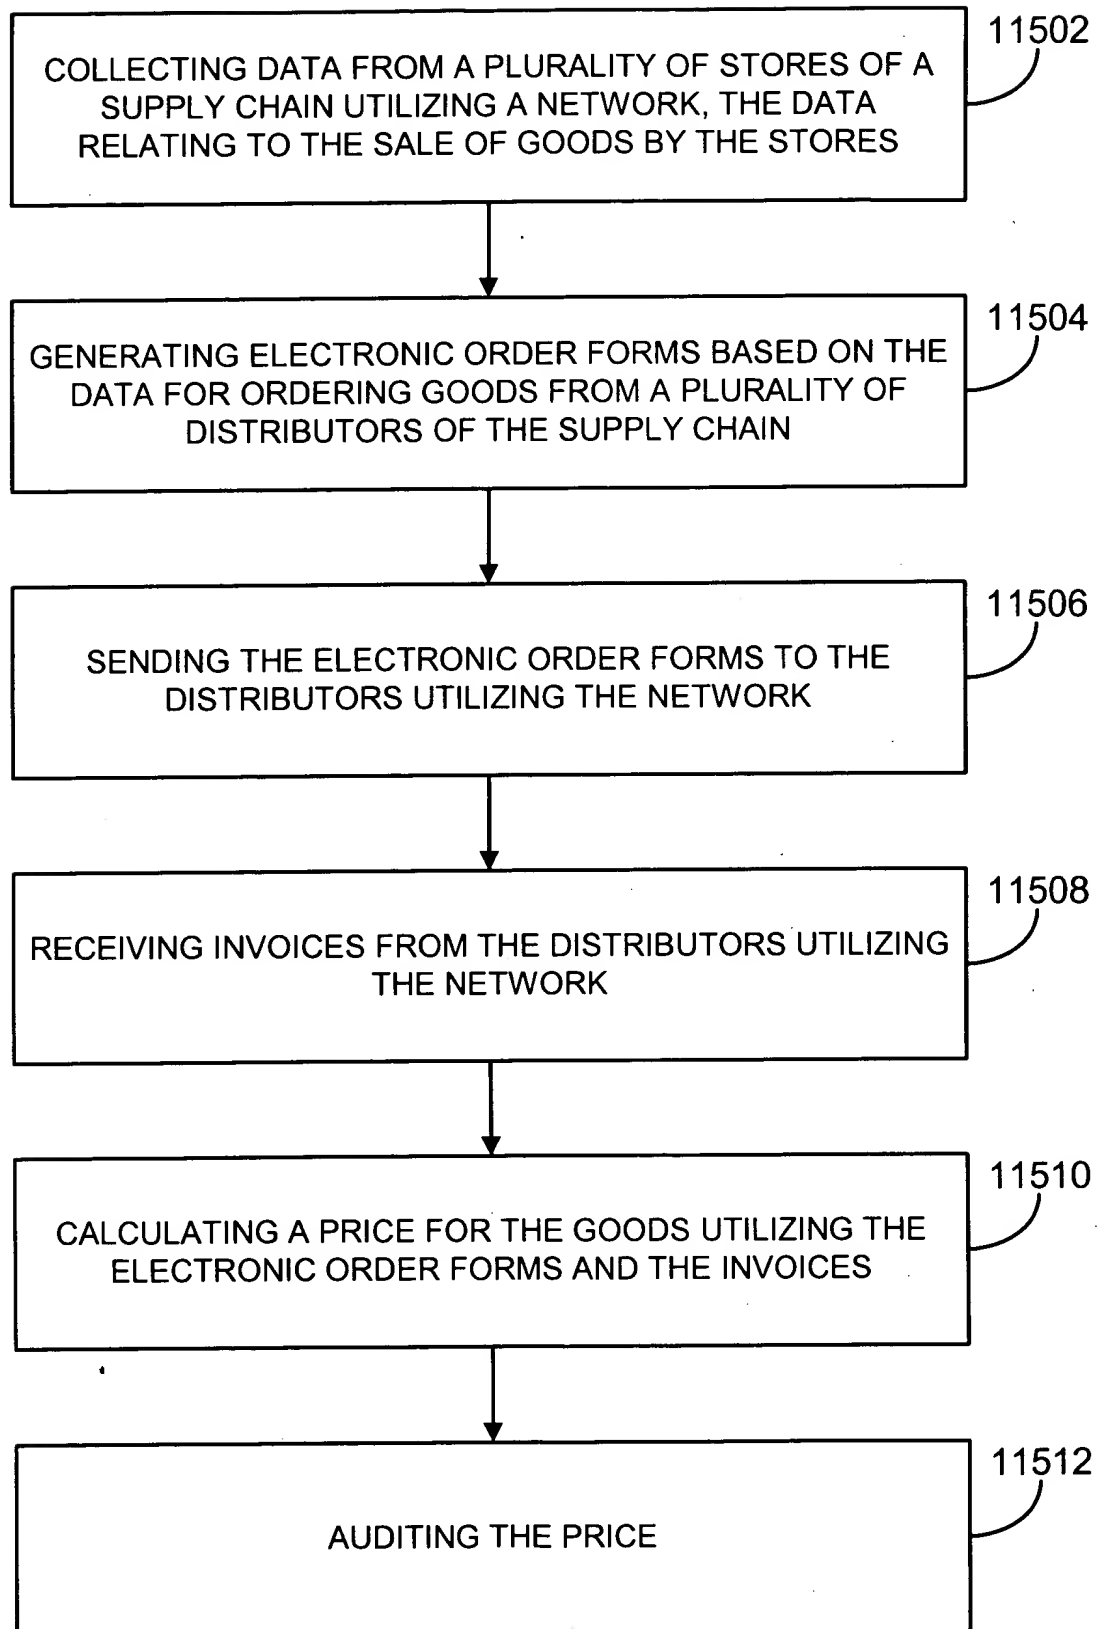 11502
COLLECTING DATA FROM A PLURALITY OF STORES OF A
SUPPLY CHAIN UTILIZING A NETWORK, THE DATA
RELATING TO THE SALE OF GOODS BY THE STORES
11504
GENERATING ELECTRONIC ORDER FORMS BASED ON THE
DATA FOR ORDERING GOODS FROM A PLURALITY OF
DISTRIBUTORS OF THE SUPPLY CHAIN
11506
SENDING THE ELECTRONIC ORDER FORMS TO THE
DISTRIBUTORS UTILIZING THE NETWORK
11508
RECEIVING INVOICES FROM THE DISTRIBUTORS UTILIZING
THE NETWORK
11510
CALCULATING A PRICE FOR THE GOODS UTILIZING THE
ELECTRONIC ORDER FORMS AND THE INVOICES
11512
AUDITING THE PRICE